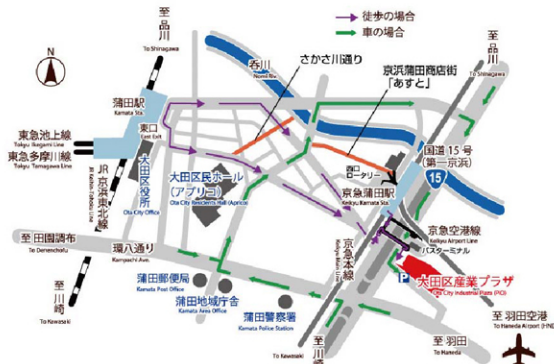 徒歩の場合
車の場合
N
至品川
To Shinagawa
呑川
Nomi Riv.
さかさ川通り
京浜蒲田商店街
「あすと」
至品川
To Shinagawa
蒲田駅
Kamata Sta.
東口
East Exit
東急池上線
Tokyu Ikegami Line
東急多摩川線
Tokyu Tamagawa Line
JR京浜東北線
大田区役所
Ota City Office
大田区民ホール
(アプリコ)
Ota City Residents Hall (Aprico)
西口
ロータリー
国道15号
(第一京浜)
15
京急蒲田駅
Keikyu Kamata Sta.
京急空港線
Keikyu Airport Line
バスターミナル
京急本線
至田園調布
To Denenchofu
環八通り
Kampachi Ave.
P
大田区産業プラザ
Ota City Industrial Plaza (PiO)
蒲田郵便局
Kamata Post Office
蒲田地域庁舎
Kamata Area Office
蒲田警察署
Kamata Police Station
至川崎
To Kawasaki
至川崎
To Kawasaki
至羽田
To Haneda
至羽田空港
To Haneda Airport (HND)